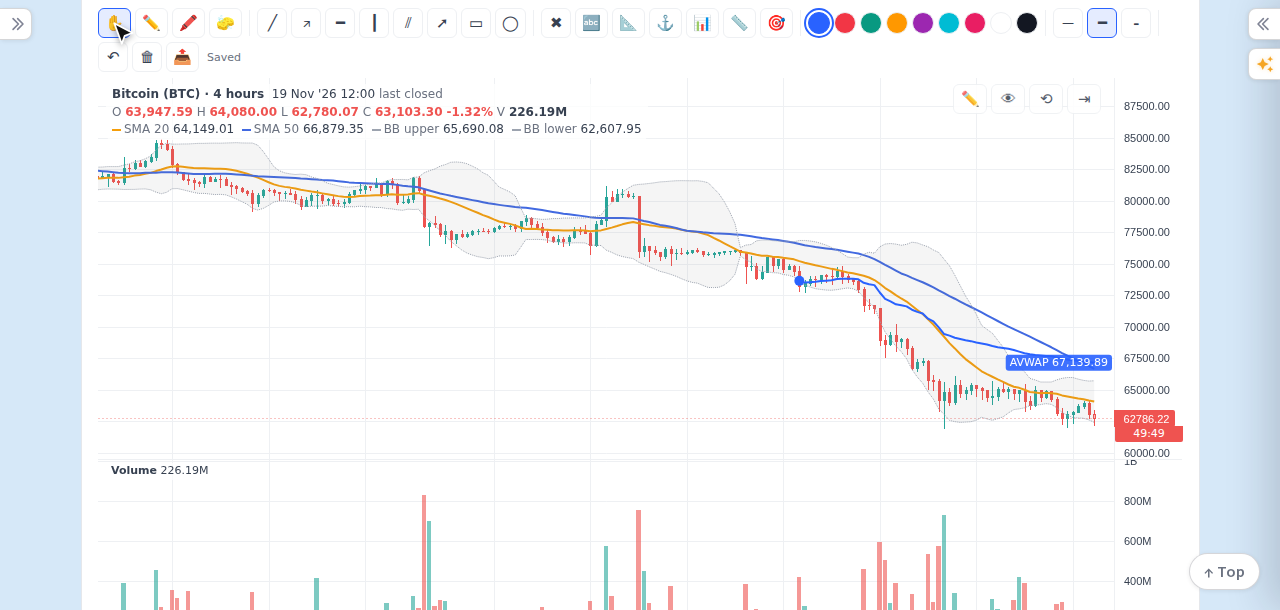 Saved
Bitcoin (BTC) · 4 hours 19 Nov '26 12:00 last closed
O 63,947.59 H 64,080.00 L 62,780.07 C 63,103.30 -1.32% V 226.19M
SMA 20 64,149.01 SMA 50 66,879.35 BB upper 65,690.08 BB lower 62,607.95
87500.00
85000.00
82500.00
80000.00
77500.00
75000.00
72500.00
70000.00
67500.00
AVWAP 67,139.89
65000.00
62786.22
49:49
60000.00
1B
Volume 226.19M
800M
600M
400M
↑ Top